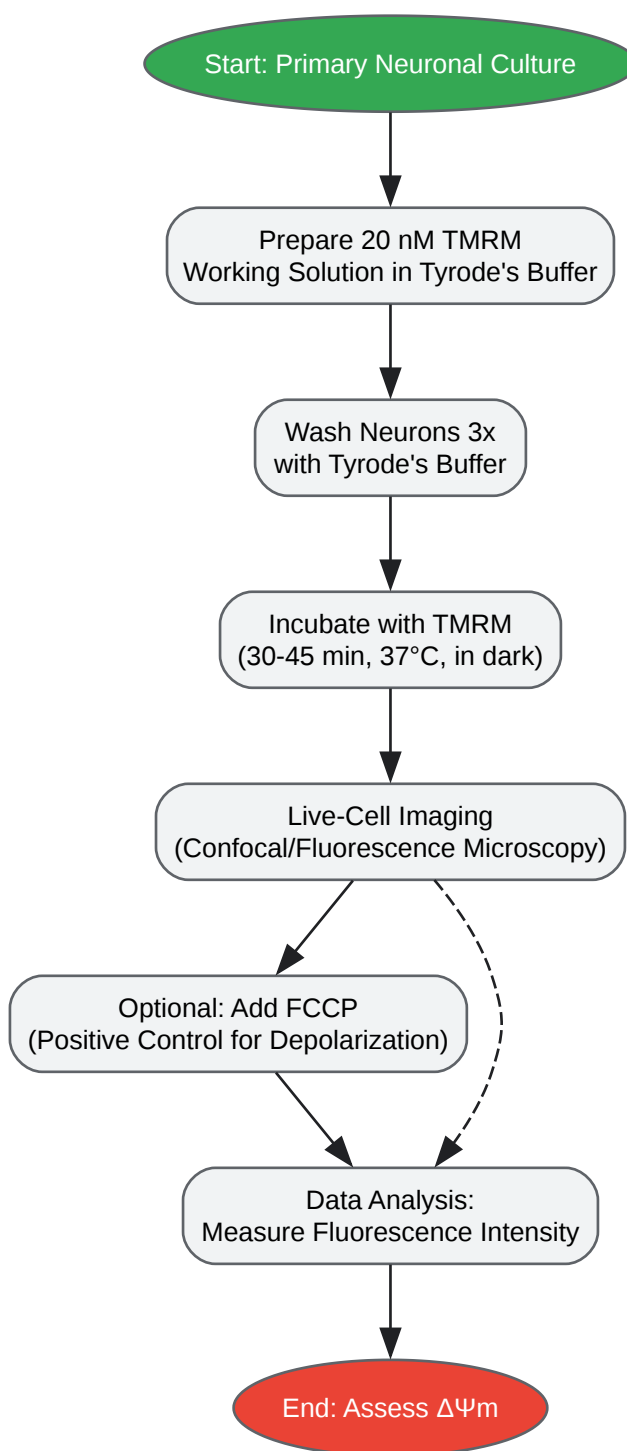 Start: Primary Neuronal Culture
Prepare 20 nM TMRM
Working Solution in Tyrode's Buffer
Wash Neurons 3x
with Tyrode's Buffer
Incubate with TMRM
(30-45 min, 37°C, in dark)
Live-Cell Imaging
(Confocal/Fluorescence Microscopy)
Optional: Add FCCP
(Positive Control for Depolarization)
Data Analysis:
Measure Fluorescence Intensity
End: Assess ΔΨm